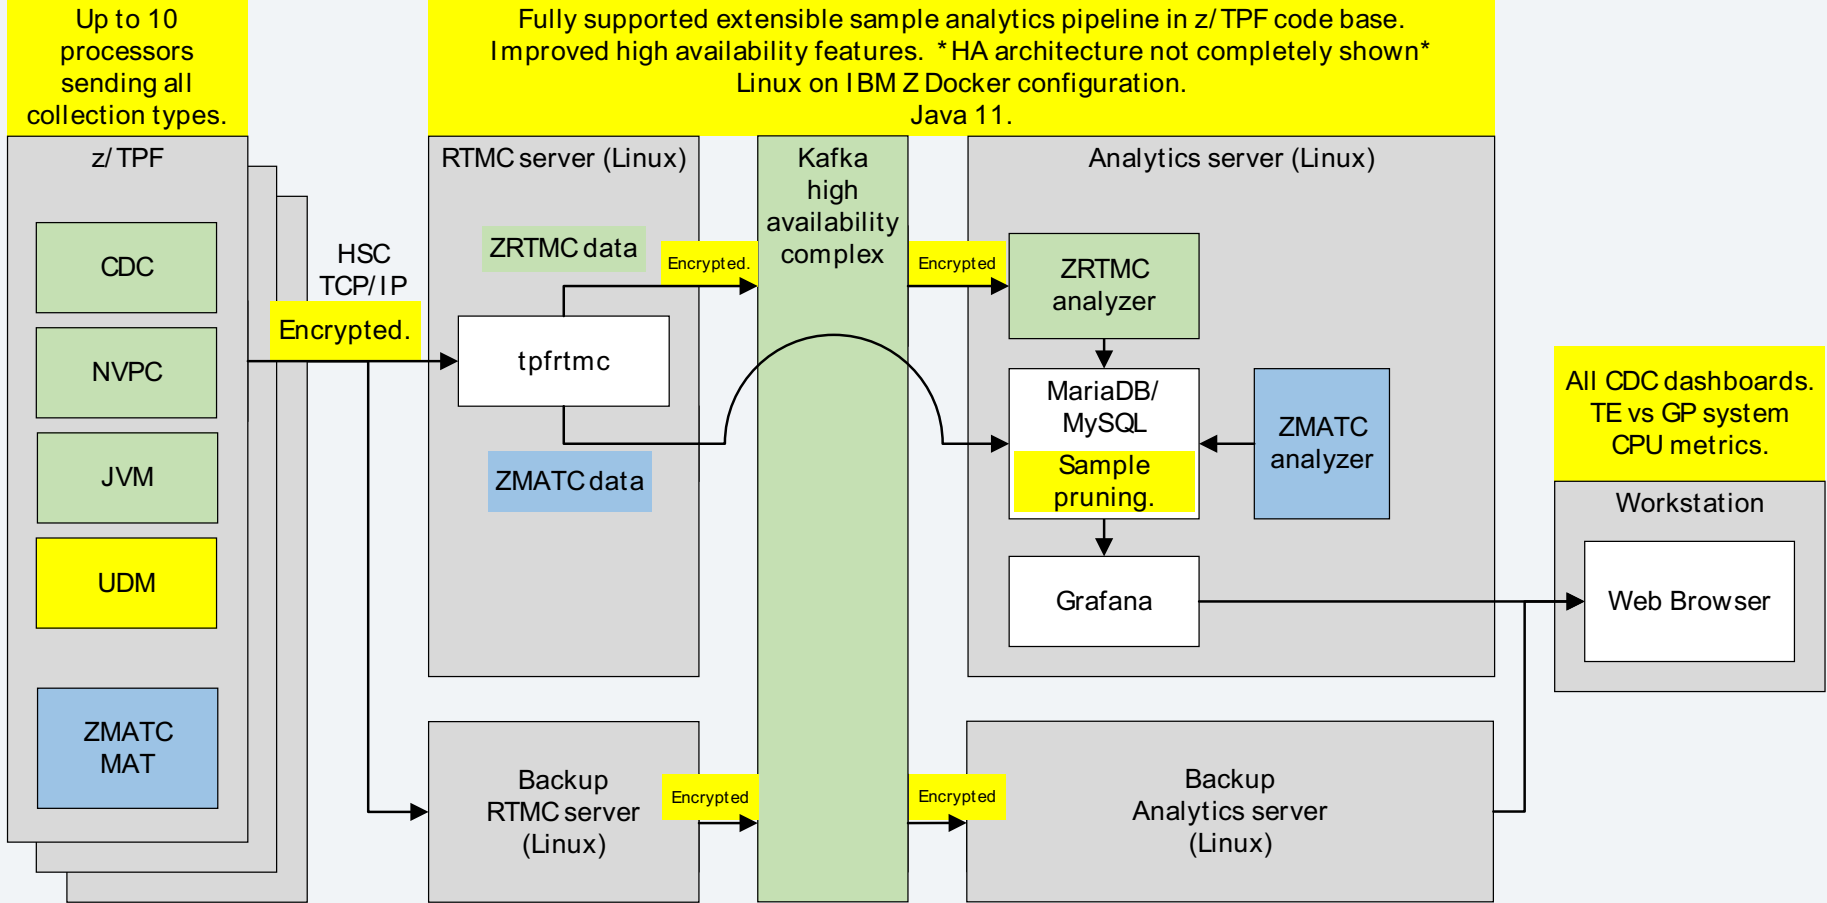 Up to 10
processors
sending all
collection types.
Fully supported extensible sample analytics pipeline in z/TPF code base.
Improved high availability features. *HA architecture not completely shown*
Linux on IBM Z Docker configuration.
Java 11.
z/TPF
CDC
NVPC
JVM
UDM
ZMATC
MAT
HSC
TCP/IP
Encrypted.
RTMC server (Linux)
ZRTMC data
Encrypted.
tpfrtmc
ZMATC data
Kafka
high
availability
complex
Encrypted
Analytics server (Linux)
ZRTMC
analyzer
MariaDB/
MySQL
Sample
pruning.
ZMATC
analyzer
Grafana
All CDC dashboards.
TE vs GP system
CPU metrics.
Workstation
Web Browser
Backup
RTMC server
(Linux)
Encrypted
Encrypted
Backup
Analytics server
(Linux)